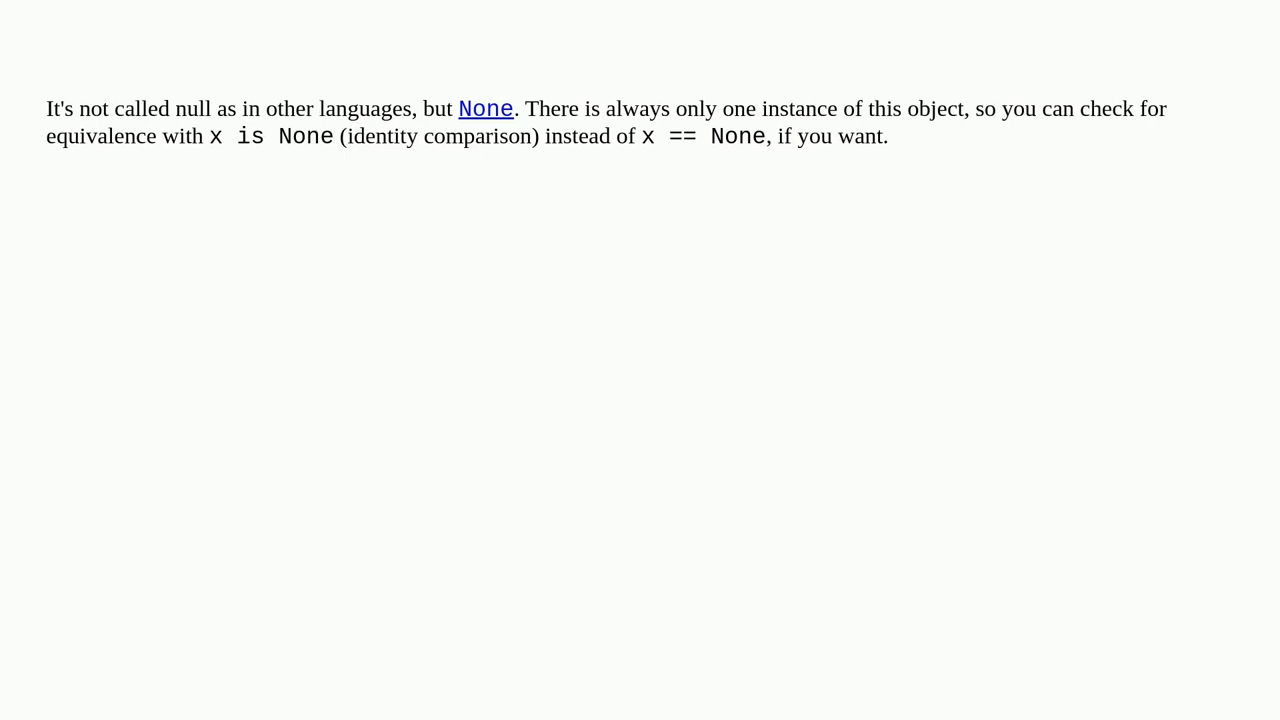 It's not called null as in other languages, but None. There is always only one instance of this object, so you can check for
equivalence with x is None (identity comparison) instead of x == None, if you want.